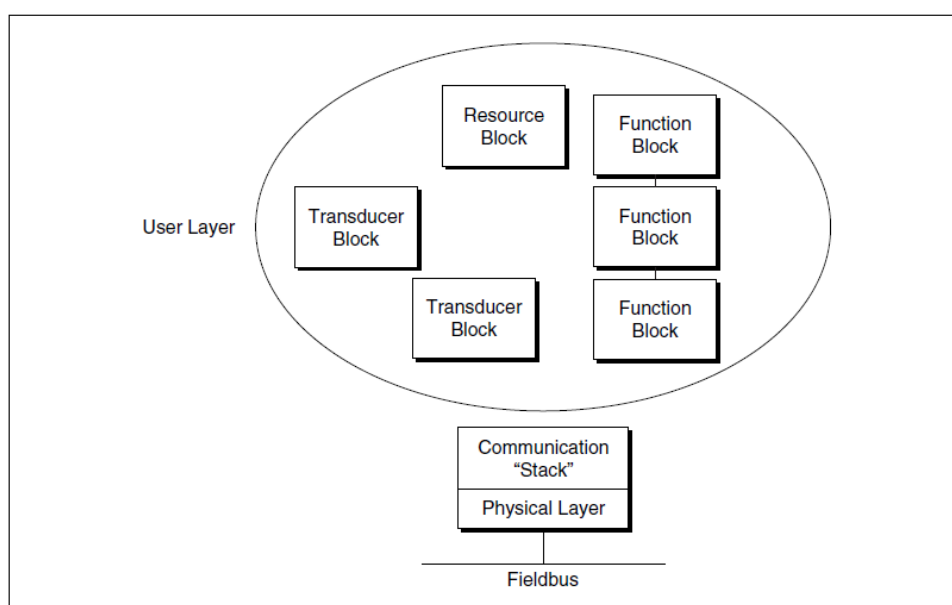 Resource
Block
Function
Block
User Layer
Transducer
Block
Function
Block
Transducer
Block
Function
Block
Communication
“Stack”
Physical Layer
Fieldbus